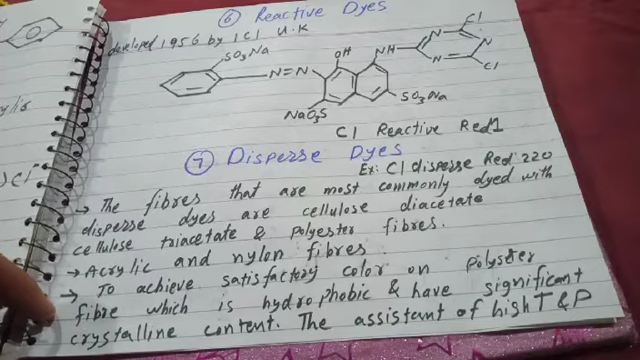 ⑥ Reactive Dyes
developed 1956 by ICI U.K
SO3Na
N=N
OH
NH
N
N
N
Cl
Cl
NaO3S
SO3Na
CI Reactive Red1
⑦ Disperse Dyes
Ex: CI disperse Red 220
→ The fibres that are most commonly dyed with
disperse dyes are cellulose diacetate
cellulose triacetate & polyester fibres.
→ Acrylic and nylon fibres
→ To achieve satisfactory color on polyster
fibre which is hydrophobic & have significant
crystalline content. The assistant of high T & P